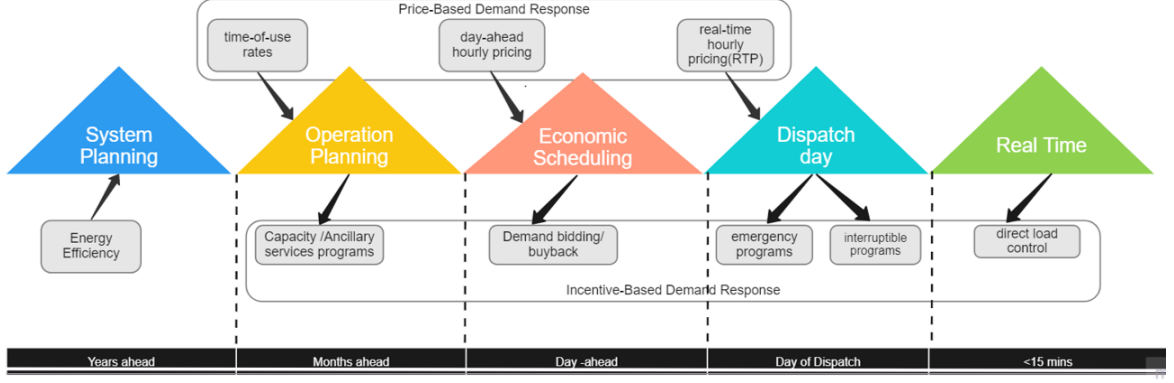 Price-Based Demand Response
time-of-use
rates
day-ahead
hourly pricing
real-time
hourly
pricing(RTP)
System
Planning
Operation
Planning
Economic
Scheduling
Dispatch
day
Real Time
Energy
Efficiency
Capacity /Ancillary
services programs
Demand bidding/
buyback
emergency
programs
interruptible
programs
direct load
control
Incentive-Based Demand Response
Years ahead
Months ahead
Day -ahead
Day of Dispatch
<15 mins